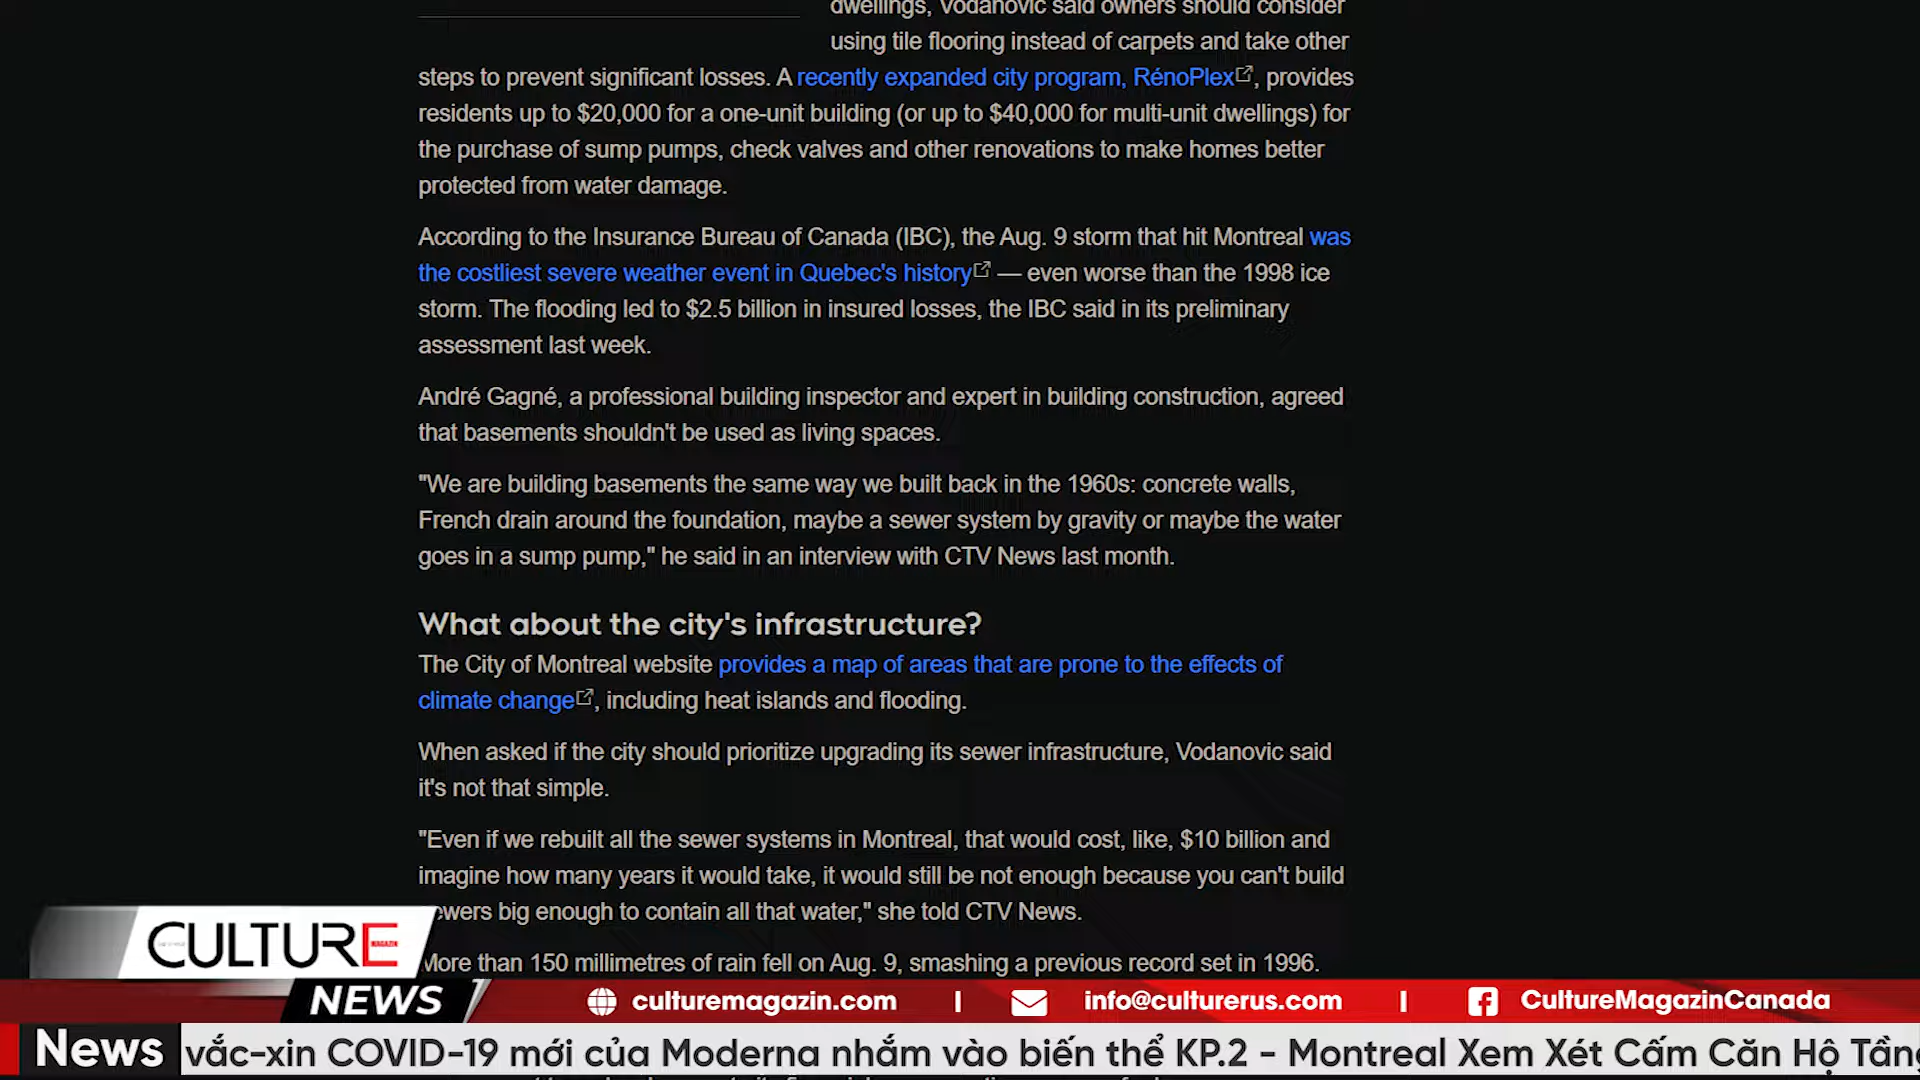 dwellings, Vodanovic said owners should consider
using tile flooring instead of carpets and take other
steps to prevent significant losses. A recently expanded city program, RénoPlex, provides
residents up to $20,000 for a one-unit building (or up to $40,000 for multi-unit dwellings) for
the purchase of sump pumps, check valves and other renovations to make homes better
protected from water damage.
According to the Insurance Bureau of Canada (IBC), the Aug. 9 storm that hit Montreal was
the costliest severe weather event in Quebec's history — even worse than the 1998 ice
storm. The flooding led to $2.5 billion in insured losses, the IBC said in its preliminary
assessment last week.
André Gagné, a professional building inspector and expert in building construction, agreed
that basements shouldn't be used as living spaces.
"We are building basements the same way we built back in the 1960s: concrete walls,
French drain around the foundation, maybe a sewer system by gravity or maybe the water
goes in a sump pump," he said in an interview with CTV News last month.
What about the city's infrastructure?
The City of Montreal website provides a map of areas that are prone to the effects of
climate change, including heat islands and flooding.
When asked if the city should prioritize upgrading its sewer infrastructure, Vodanovic said
it's not that simple.
"Even if we rebuilt all the sewer systems in Montreal, that would cost, like, $10 billion and
imagine how many years it would take, it would still be not enough because you can't build
ewers big enough to contain all that water," she told CTV News.
More than 150 millimetres of rain fell on Aug. 9, smashing a previous record set in 1996.
CULTURE
MAGAZIN
NEWS
culturemagazin.com | info@culturerus.com | CultureMagazinCanada
News
vắc-xin COVID-19 mới của Moderna nhắm vào biến thể KP.2 - Montreal Xem Xét Cấm Căn Hộ Tầng